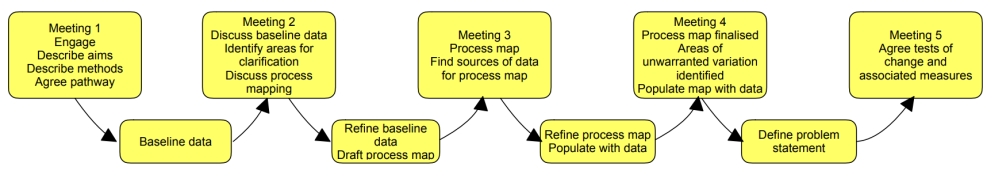 Meeting 1
Engage
Describe aims
Describe methods
Agree pathway
Baseline data
Meeting 2
Discuss baseline data
Identify areas for
clarification
Discuss process
mapping
Refine baseline
data
Draft process map
Meeting 3
Process map
Find sources of data
for process map
Refine process map
Populate with data
Meeting 4
Process map finalised
Areas of
unwarranted variation
identified
Populate map with data
Define problem
statement
Meeting 5
Agree tests of
change and
associated measures